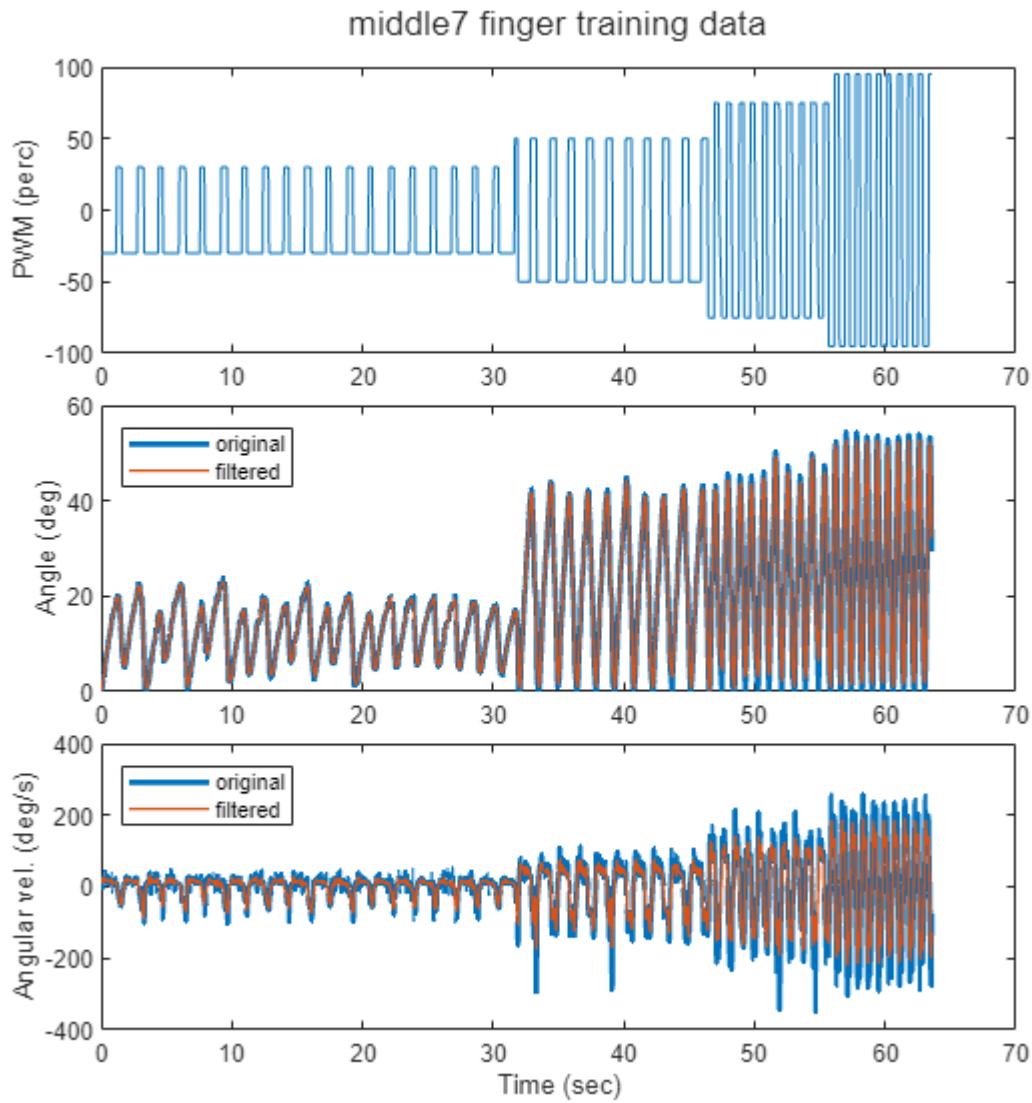 middle7 finger training data
100
50
0
-50
-100
PWM (perc)
0 10 20 30 40 50 60 70
60
40
20
0
Angle (deg)
original
filtered
0 10 20 30 40 50 60 70
400
200
0
-200
-400
Angular vel. (deg/s)
original
filtered
0 10 20 30 40 50 60 70
Time (sec)